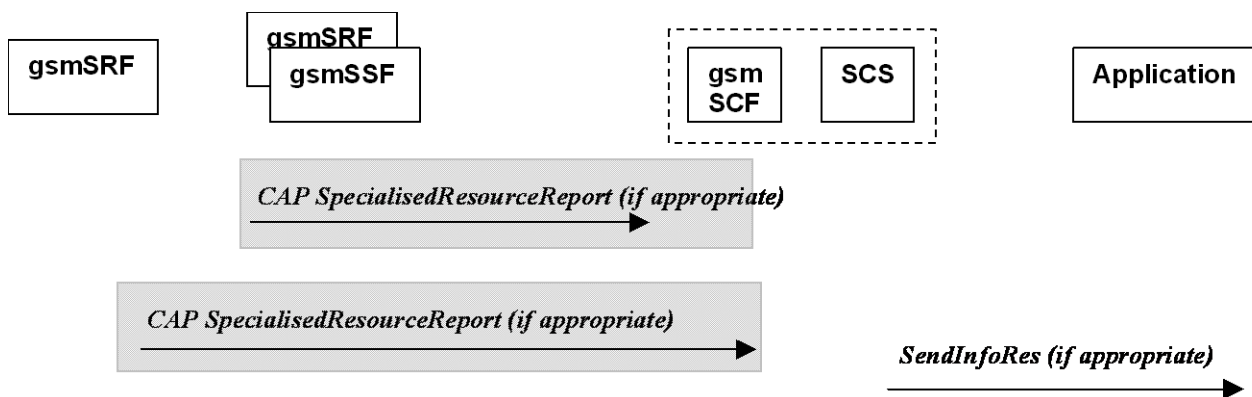 gsmSRF
gsmSRF
gsmSSF
gsm
SCF
SCS
Application
CAP SpecialisedResourceReport (if appropriate)
CAP SpecialisedResourceReport (if appropriate)
SendInfoRes (if appropriate)